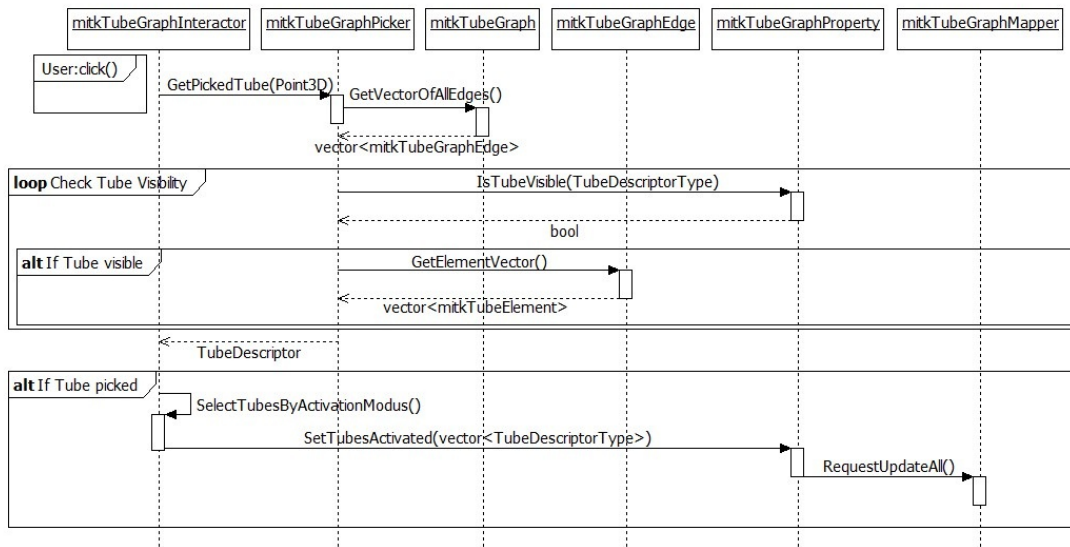 mitkTubeGraphInteractor
mitkTubeGraphPicker
mitkTubeGraph
mitkTubeGraphEdge
mitkTubeGraphProperty
mitkTubeGraphMapper
User:click()
GetPickedTube(Point3D)
GetVectorOfAllEdges()
vector<mitkTubeGraphEdge>
loop Check Tube Visibility
IsTubeVisible(TubeDescriptorType)
bool
alt If Tube visible
GetElementVector()
vector<mitkTubeElement>
TubeDescriptor
alt If Tube picked
SelectTubesByActivationModus()
SetTubesActivated(vector<TubeDescriptorType>)
RequestUpdateAll()